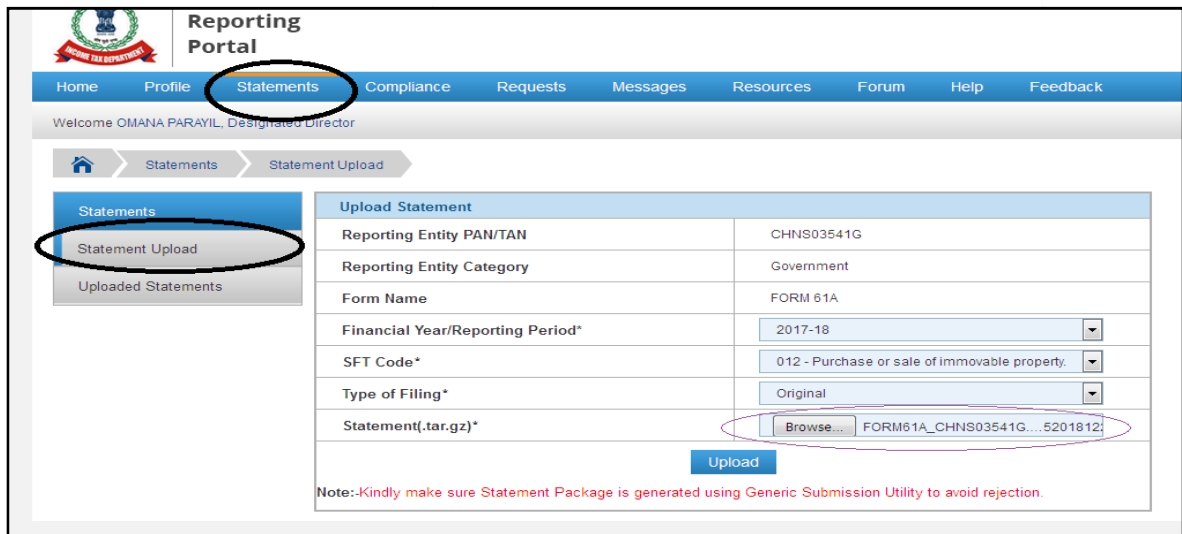 Reporting
Portal
INCOME TAX DEPARTMENT
Home Profile Statements Compliance Requests Messages Resources Forum Help Feedback
Welcome OMANA PARAYIL, Designated Director
Statements Statement Upload
Statements
Statement Upload
Uploaded Statements
Upload Statement
Reporting Entity PAN/TAN CHNS03541G
Reporting Entity Category Government
Form Name FORM 61A
Financial Year/Reporting Period* 2017-18
SFT Code* 012 - Purchase or sale of immovable property.
Type of Filing* Original
Statement(.tar.gz)* Browse... FORM61A_CHNS03541G....5201812
Upload
Note:-Kindly make sure Statement Package is generated using Generic Submission Utility to avoid rejection.